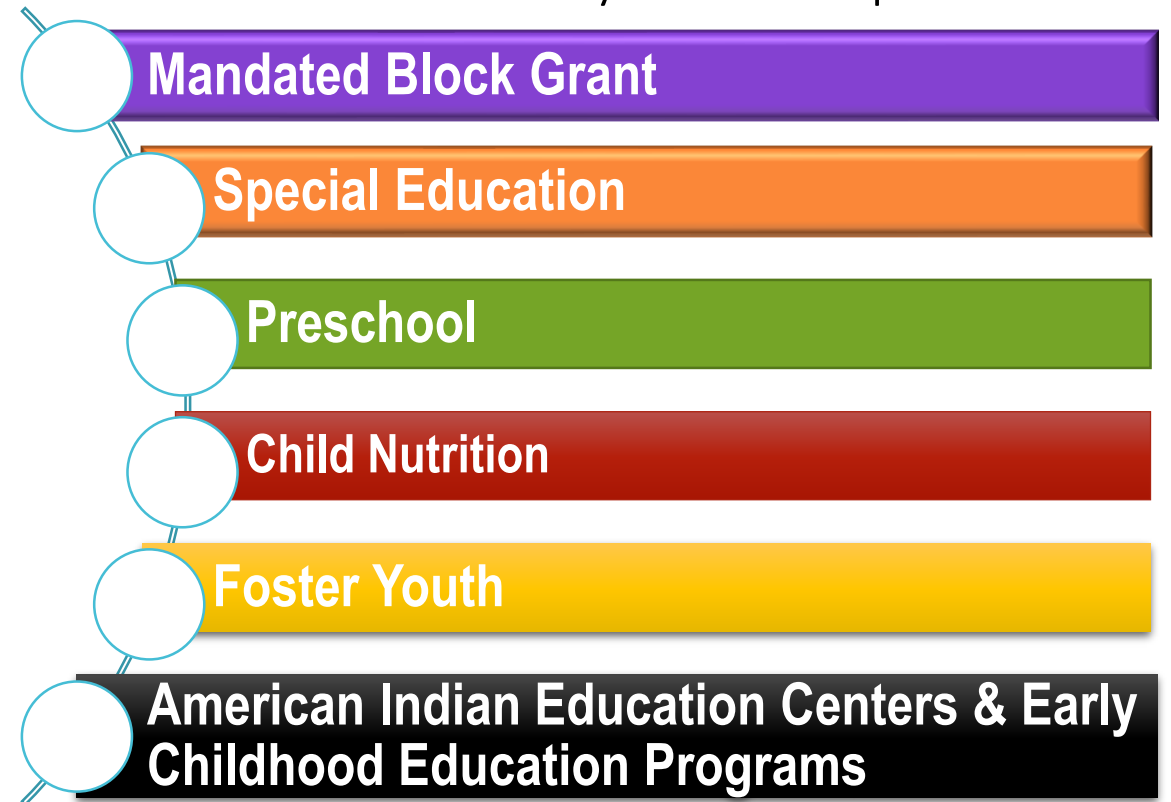 Mandated Block Grant
Special Education
Preschool
Child Nutrition
Foster Youth
American Indian Education Centers & Early
Childhood Education Programs